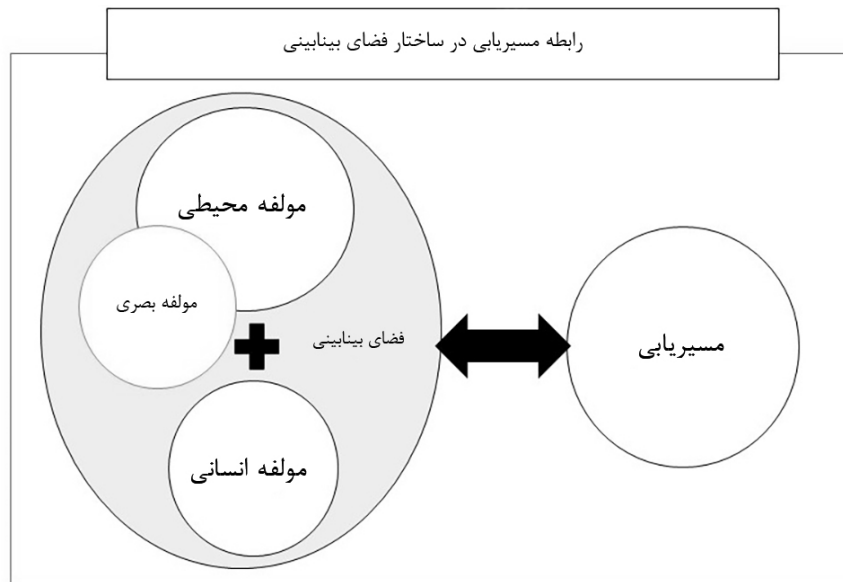 رابطه مسیریابی در ساختار فضای بینابینی
مولفه محیطی
مولفه بصری
فضای بینابینی
مسیریابی
مولفه انسانی